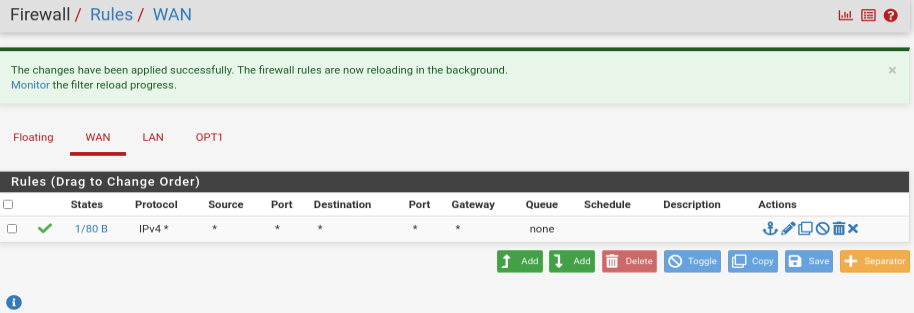 Firewall / Rules / WAN
The changes have been applied successfully. The firewall rules are now reloading in the background.
Monitor the filter reload progress.
×
Floating WAN LAN OPT1
Rules (Drag to Change Order)
States Protocol Source Port Destination Port Gateway Queue Schedule Description Actions
1/80 B IPv4 * * * * * * none
Add Add Delete Toggle Copy Save Separator